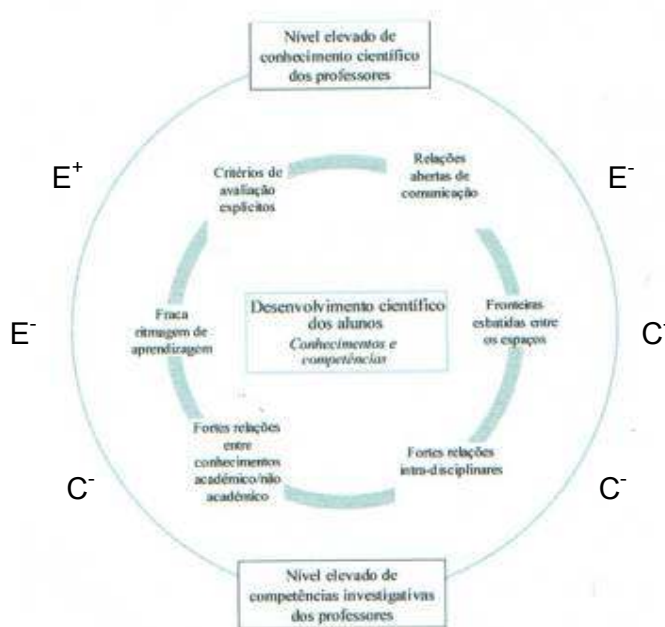 Nível elevado de
conhecimento científico
dos professores
E+
Critérios de
avaliação
explícitos
Relações
abertas de
comunicação
E-
E-
Fraca
ritmagem de
aprendizagem
Desenvolvimento científico
dos alunos
Conhecimentos e
competências
Fronteiras
esbatidas entre
os espaços
C-
C-
Fortes relações
entre
conhecimentos
académico/não
académico
Fortes relações
intra-disciplinares
C-
Nível elevado de
competências investigativas
dos professores